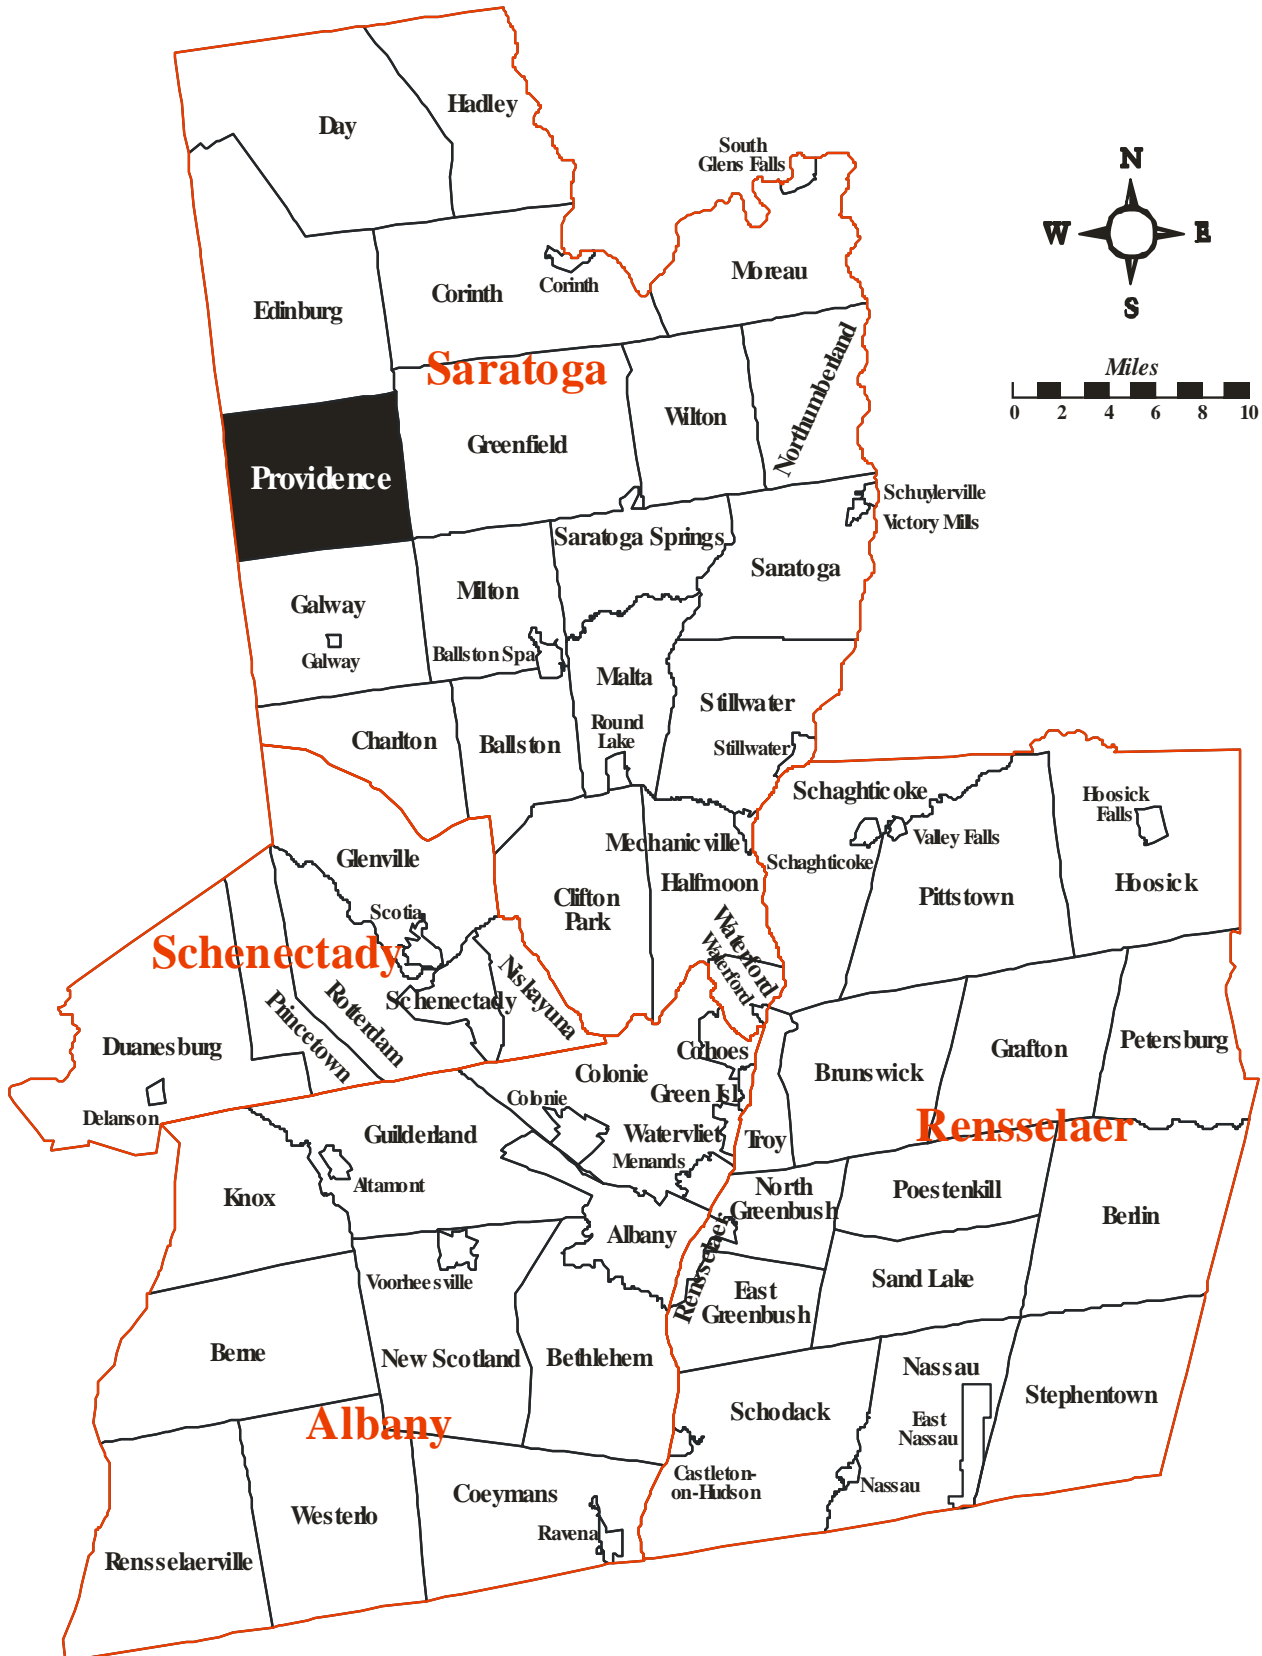 Hadley
Day
South
Glens Falls
N
W
E
S
Moreau
Corinth
Corinth
Edinburg
Saratoga
Miles
0 2 4 6 8 10
Northumberland
Wilton
Greenfield
Providence
Schuylerville
Victory Mills
Saratoga Springs
Saratoga
Milton
Galway
Galway
Ballston Spa
Malta
Stillwater
Round
Lake
Stillwater
Charlton
Ballston
Schaghticoke
Hoosick
Falls
Mechanicville
Valley Falls
Schaghticoke
Glenville
Halfmoon
Hoosick
Clifton
Park
Pittstown
Scotia
Waterford
Waterford
Schenectady
Niskayuna
Schenectady
Rotterdam
Princetown
Duanesburg
Delanson
Cohoes
Colonie
Green Isl.
Colonie
Brunswick
Grafton
Petersburg
Rensselaer
Guilderland
Watervliet
Troy
Menands
Altamont
Knox
North
Greenbush
Poestenkill
Berlin
Albany
Rensselaer
Voorheesville
Sand Lake
East
Greenbush
Berne
New Scotland
Bethlehem
Nassau
Stephentown
Albany
Schodack
East
Nassau
Castleton-
on-Hudson
Nassau
Coeymans
Westerlo
Ravena
Rensselaerville